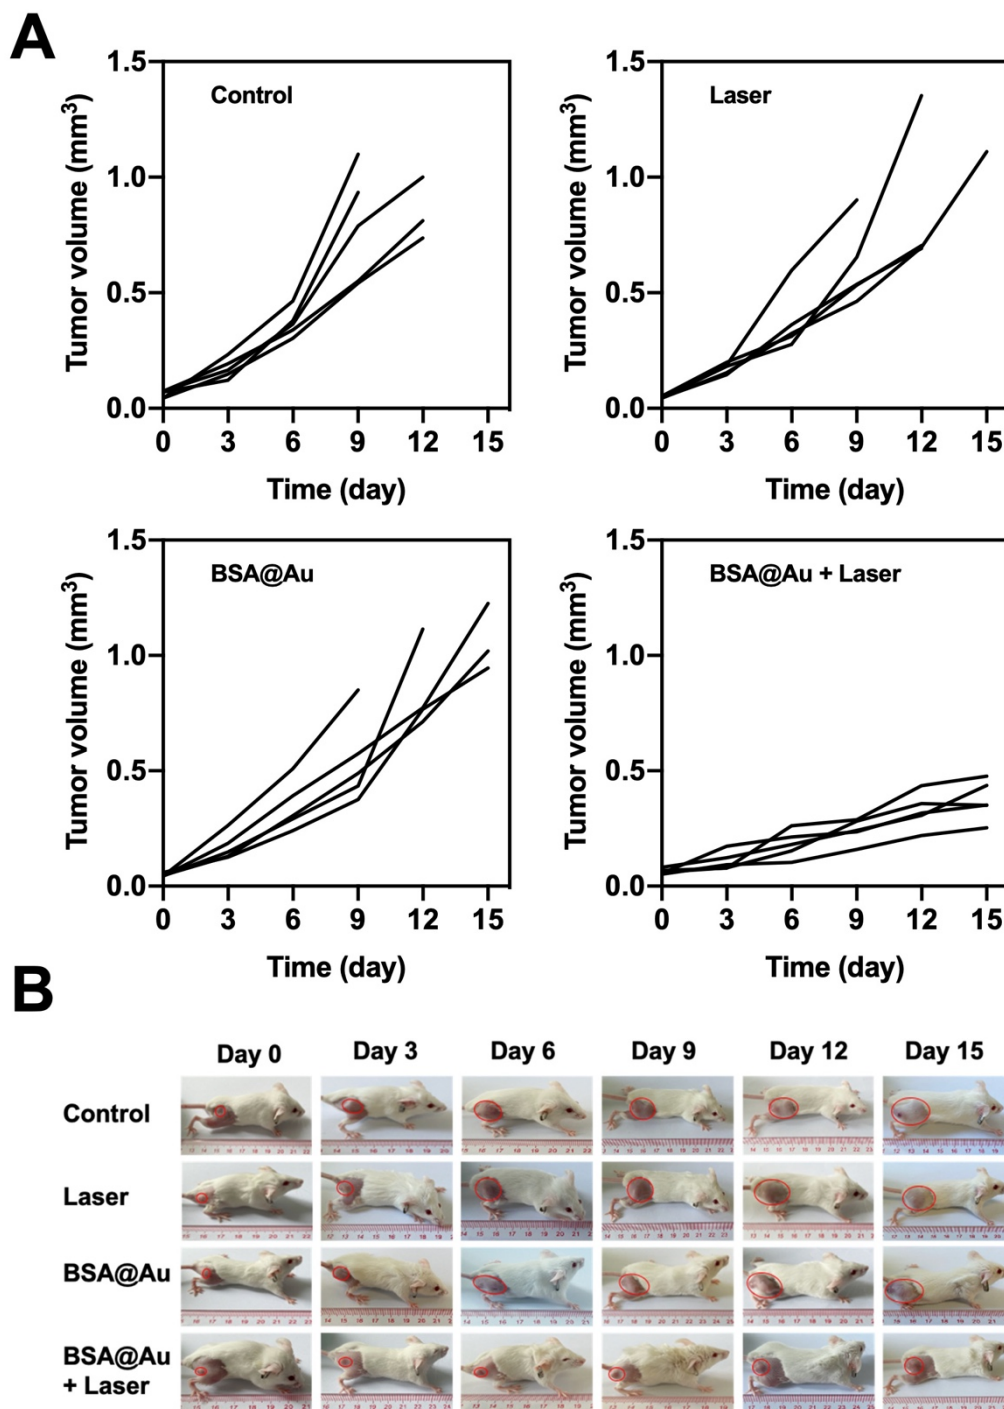 A
1.5
1.0
0.5
0.0
Tumor volume (mm³)
Control
0 3 6 9 12 15
Time (day)
1.5
1.0
0.5
0.0
Tumor volume (mm³)
Laser
0 3 6 9 12 15
Time (day)
1.5
1.0
0.5
0.0
Tumor volume (mm³)
BSA@Au
0 3 6 9 12 15
Time (day)
1.5
1.0
0.5
0.0
Tumor volume (mm³)
BSA@Au + Laser
0 3 6 9 12 15
Time (day)
B
Day 0 Day 3 Day 6 Day 9 Day 12 Day 15
Control
Laser
BSA@Au
BSA@Au
+ Laser